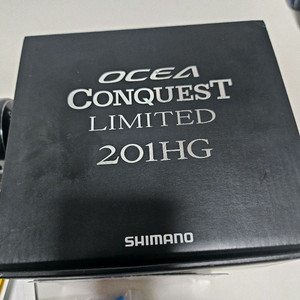 OCEA
CONQUEST
LIMITED
201HG
SHIMANO